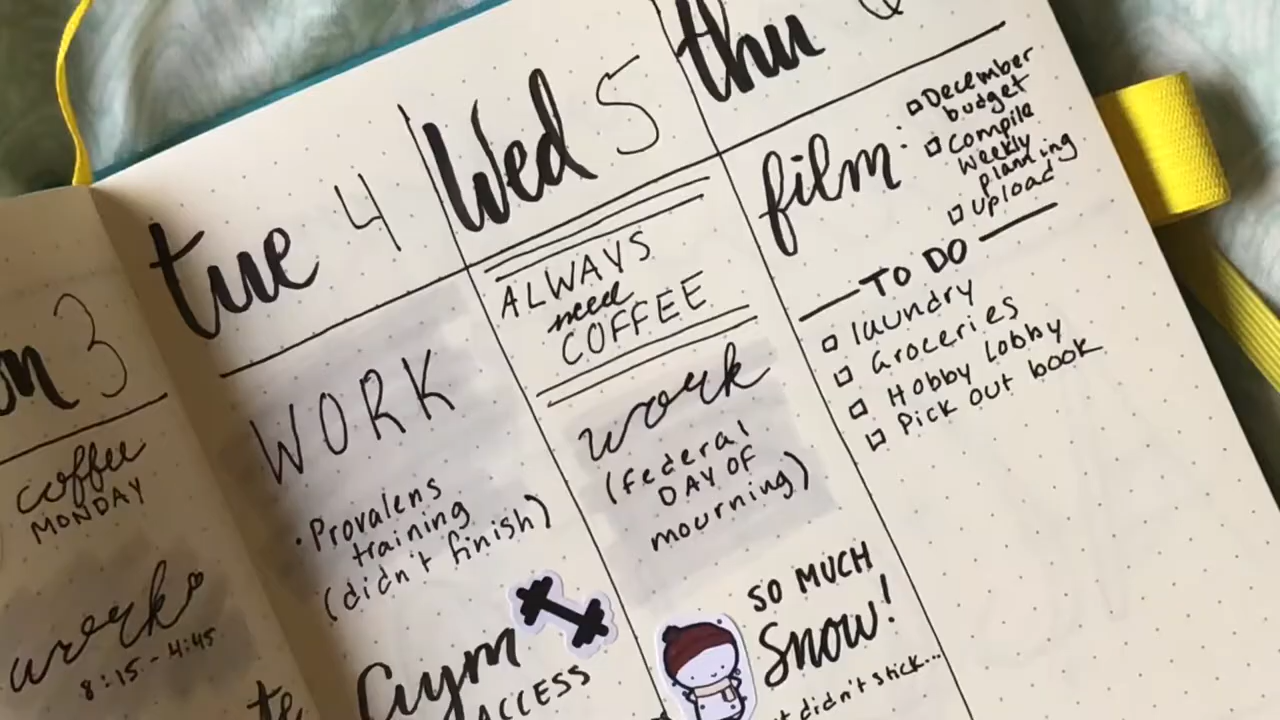 3
coffee
MONDAY
work
8:15 - 4:45
tue 4
WORK
• Provalens
training
(didn't finish)
Gym
ACCESS
Wed 5
ALWAYS
need
COFFEE
work
(Federal
DAY OF
mourning)
SO MUCH
Snow!
didn't stick...
thu
film:
December
budget
Compile
Weekly
planning
Upload
TO DO
laundry
Groceries
Hobby Lobby
Pick out book